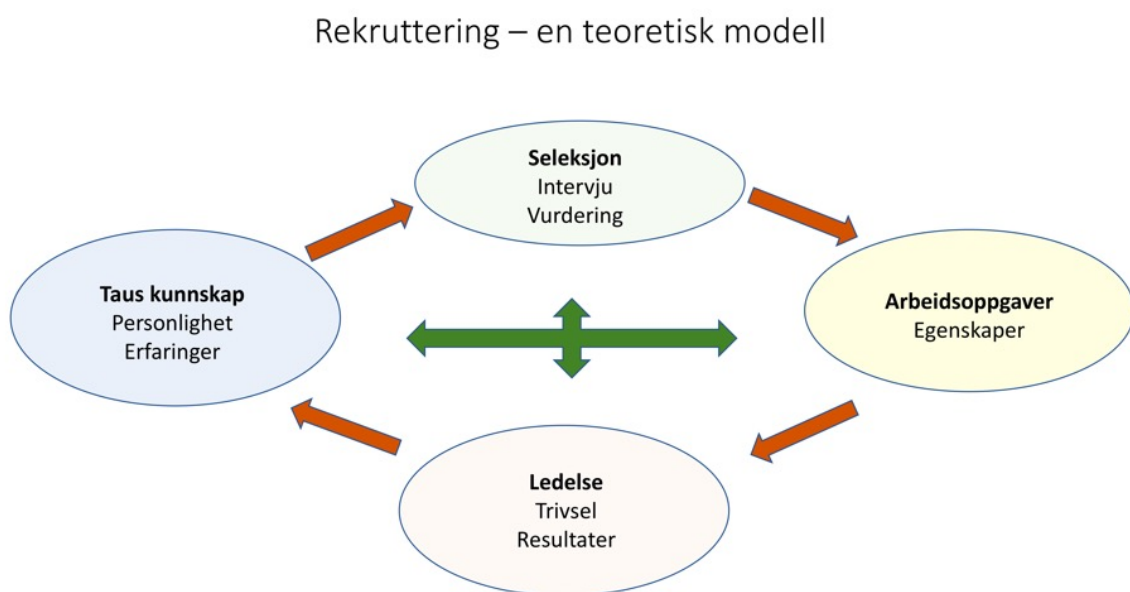 Rekruttering – en teoretisk modell
Seleksjon
Intervju
Vurdering
Taus kunnskap
Personlighet
Erfaringer
Arbeidsoppgaver
Egenskaper
Ledelse
Trivsel
Resultater